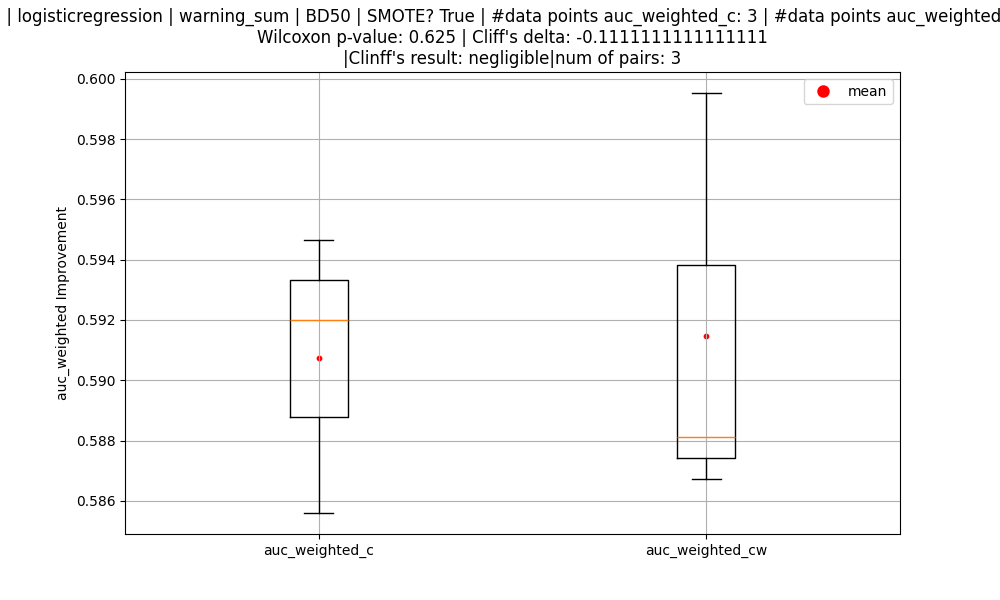 | logisticregression | warning_sum | BD50 | SMOTE? True | #data points auc_weighted_c: 3 | #data points auc_weighted
Wilcoxon p-value: 0.625 | Cliff's delta: -0.1111111111111111
|Clinff's result: negligible|num of pairs: 3
0.600
mean
0.598
0.596
0.594
0.592
0.590
0.588
0.586
auc_weighted Improvement
auc_weighted_c
auc_weighted_cw